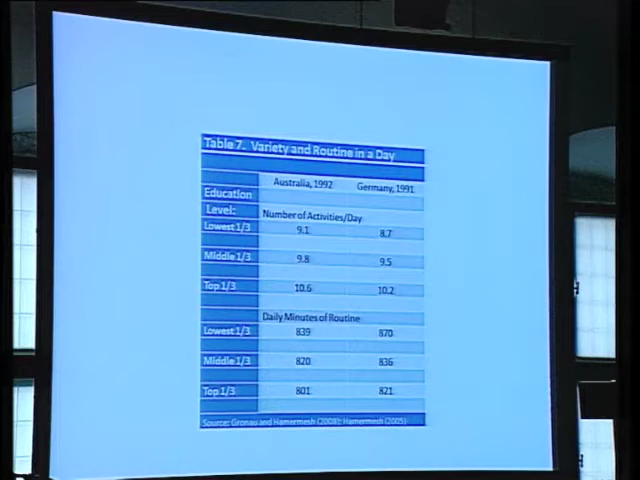 Table 7. Variety and Routine in a Day
Australia, 1992 Germany, 1991
Education
Level: Number of Activities/Day
Lowest 1/3 9.1 8.7
Middle 1/3 9.8 9.5
Top 1/3 10.6 10.2
Daily Minutes of Routine
Lowest 1/3 839 870
Middle 1/3 820 836
Top 1/3 801 821
Source: Gronau and Hamermesh (2008); Hamermesh (2005)